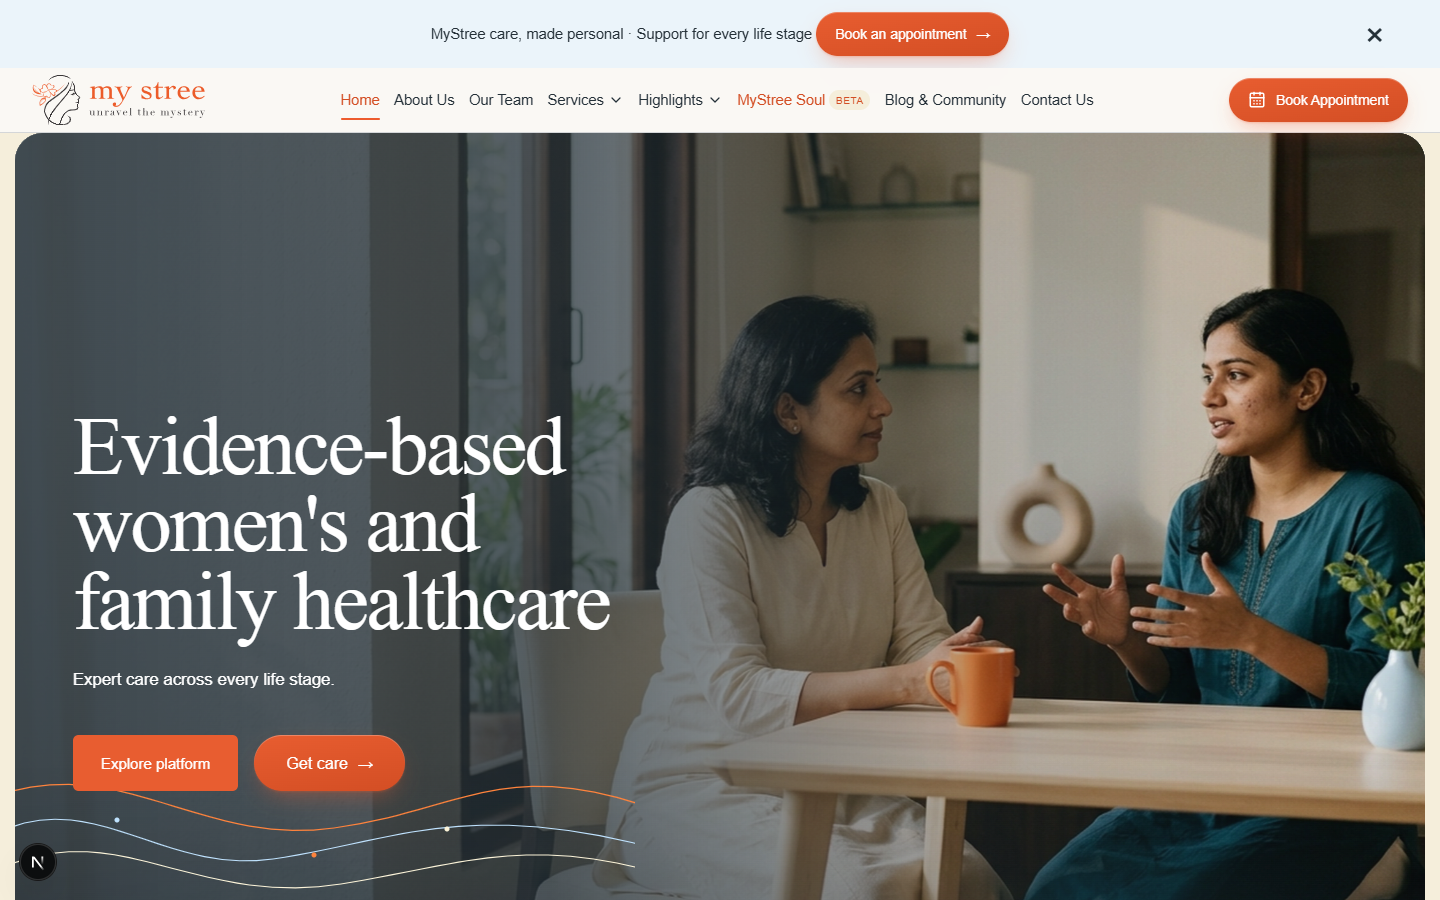 MyStree care, made personal · Support for every life stage
Book an appointment →
my stree
unravel the mystery
Home
About Us
Our Team
Services
Highlights
MyStree Soul BETA
Blog & Community
Contact Us
Book Appointment
Evidence-based
women's and
family healthcare
Expert care across every life stage.
Explore platform
Get care →
N